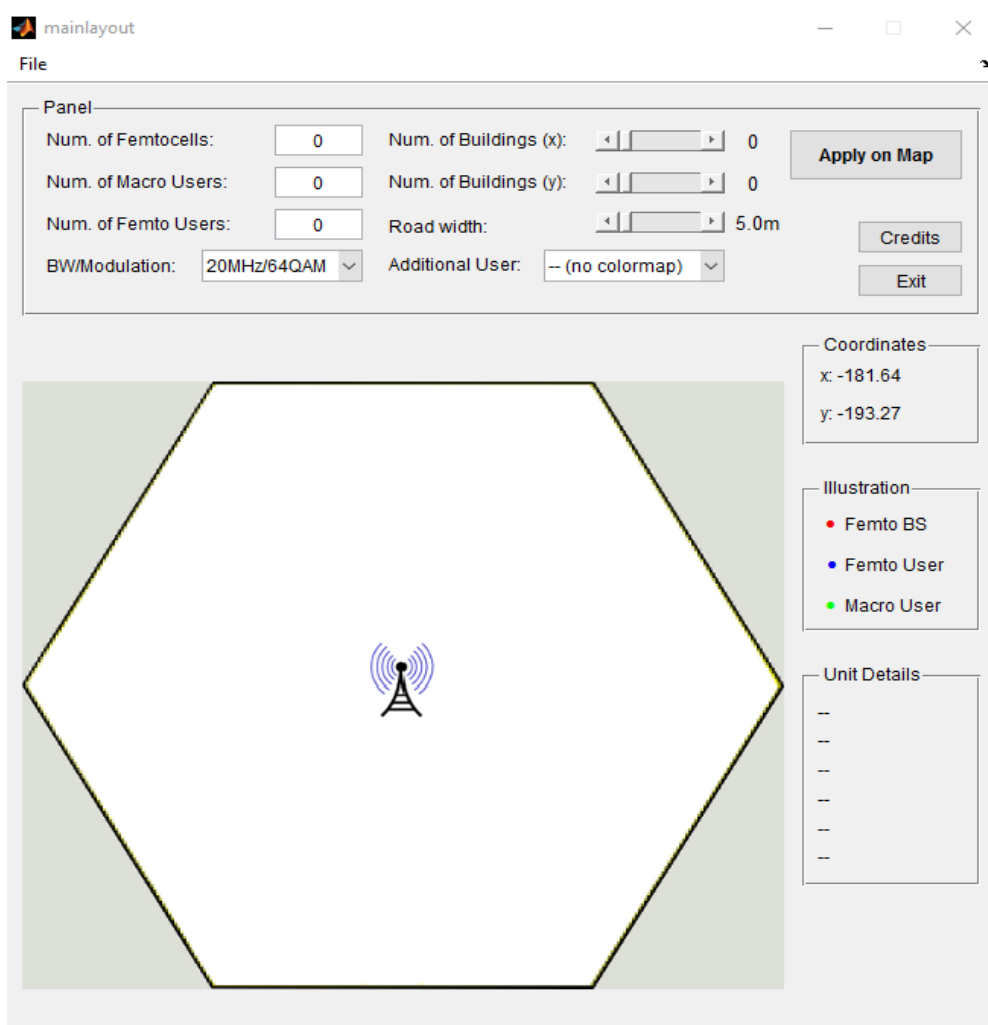 mainlayout
File
Panel
Num. of Femtocells: 0 Num. of Buildings (x): 0 Apply on Map
Num. of Macro Users: 0 Num. of Buildings (y): 0
Num. of Femto Users: 0 Road width: 5.0m Credits
BW/Modulation: 20MHz/64QAM Additional User: -- (no colormap) Exit
Coordinates
x: -181.64
y: -193.27
Illustration
Femto BS
Femto User
Macro User
Unit Details
--
--
--
--
--
--